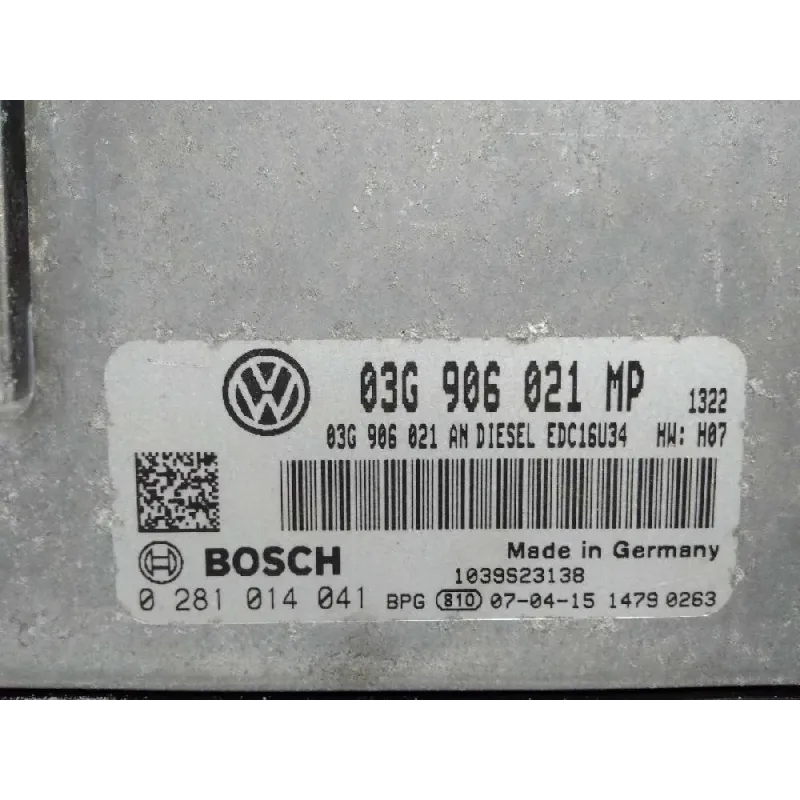 03G 906 021 MP 1322
03G 906 021 AN DIESEL EDC16U34 HW: H07
BOSCH
Made in Germany
1039S23138
0 281 014 041 BPG 810 07-04-15 1479 0263